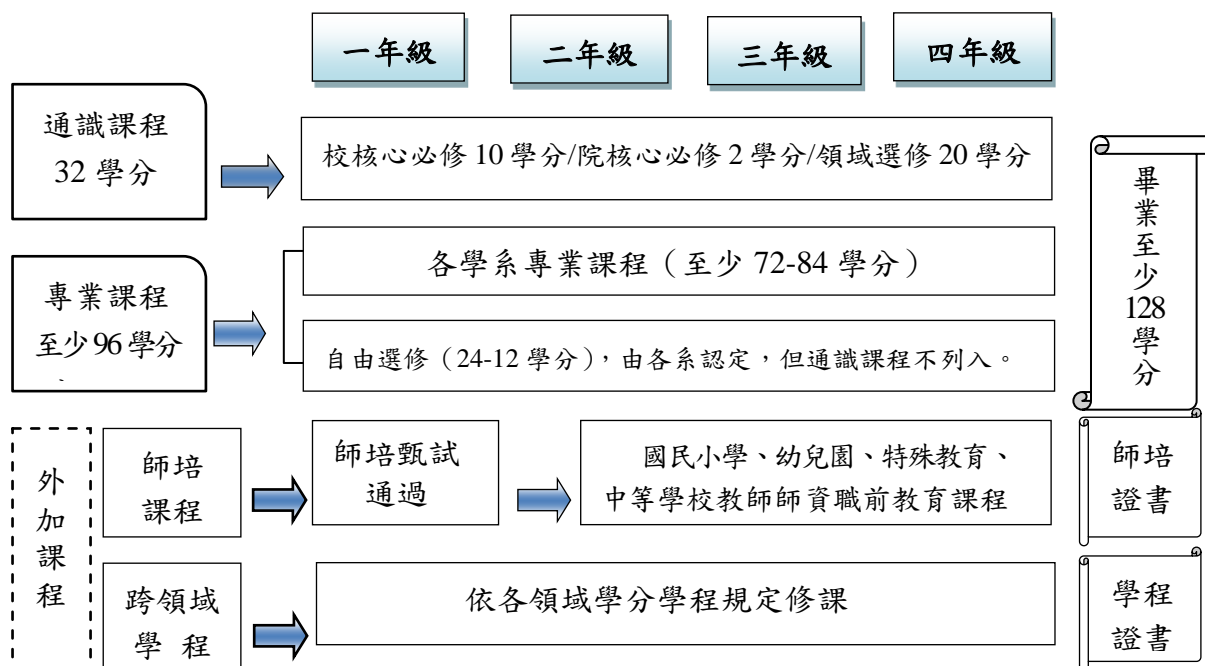 一年級
二年級
三年級
四年級
通識課程
32 學分
校核心必修 10 學分/院核心必修 2 學分/領域選修 20 學分
專業課程
至少 96 學分
各學系專業課程（至少 72-84 學分）
自由選修（24-12 學分），由各系認定，但通識課程不列入。
畢
業
至
少
128
學
分
外
加
課
程
師培
課程
師培甄試
通過
國民小學、幼兒園、特殊教育、
中等學校教師師資職前教育課程
師培
證書
跨領域
學 程
依各領域學分學程規定修課
學程
證書